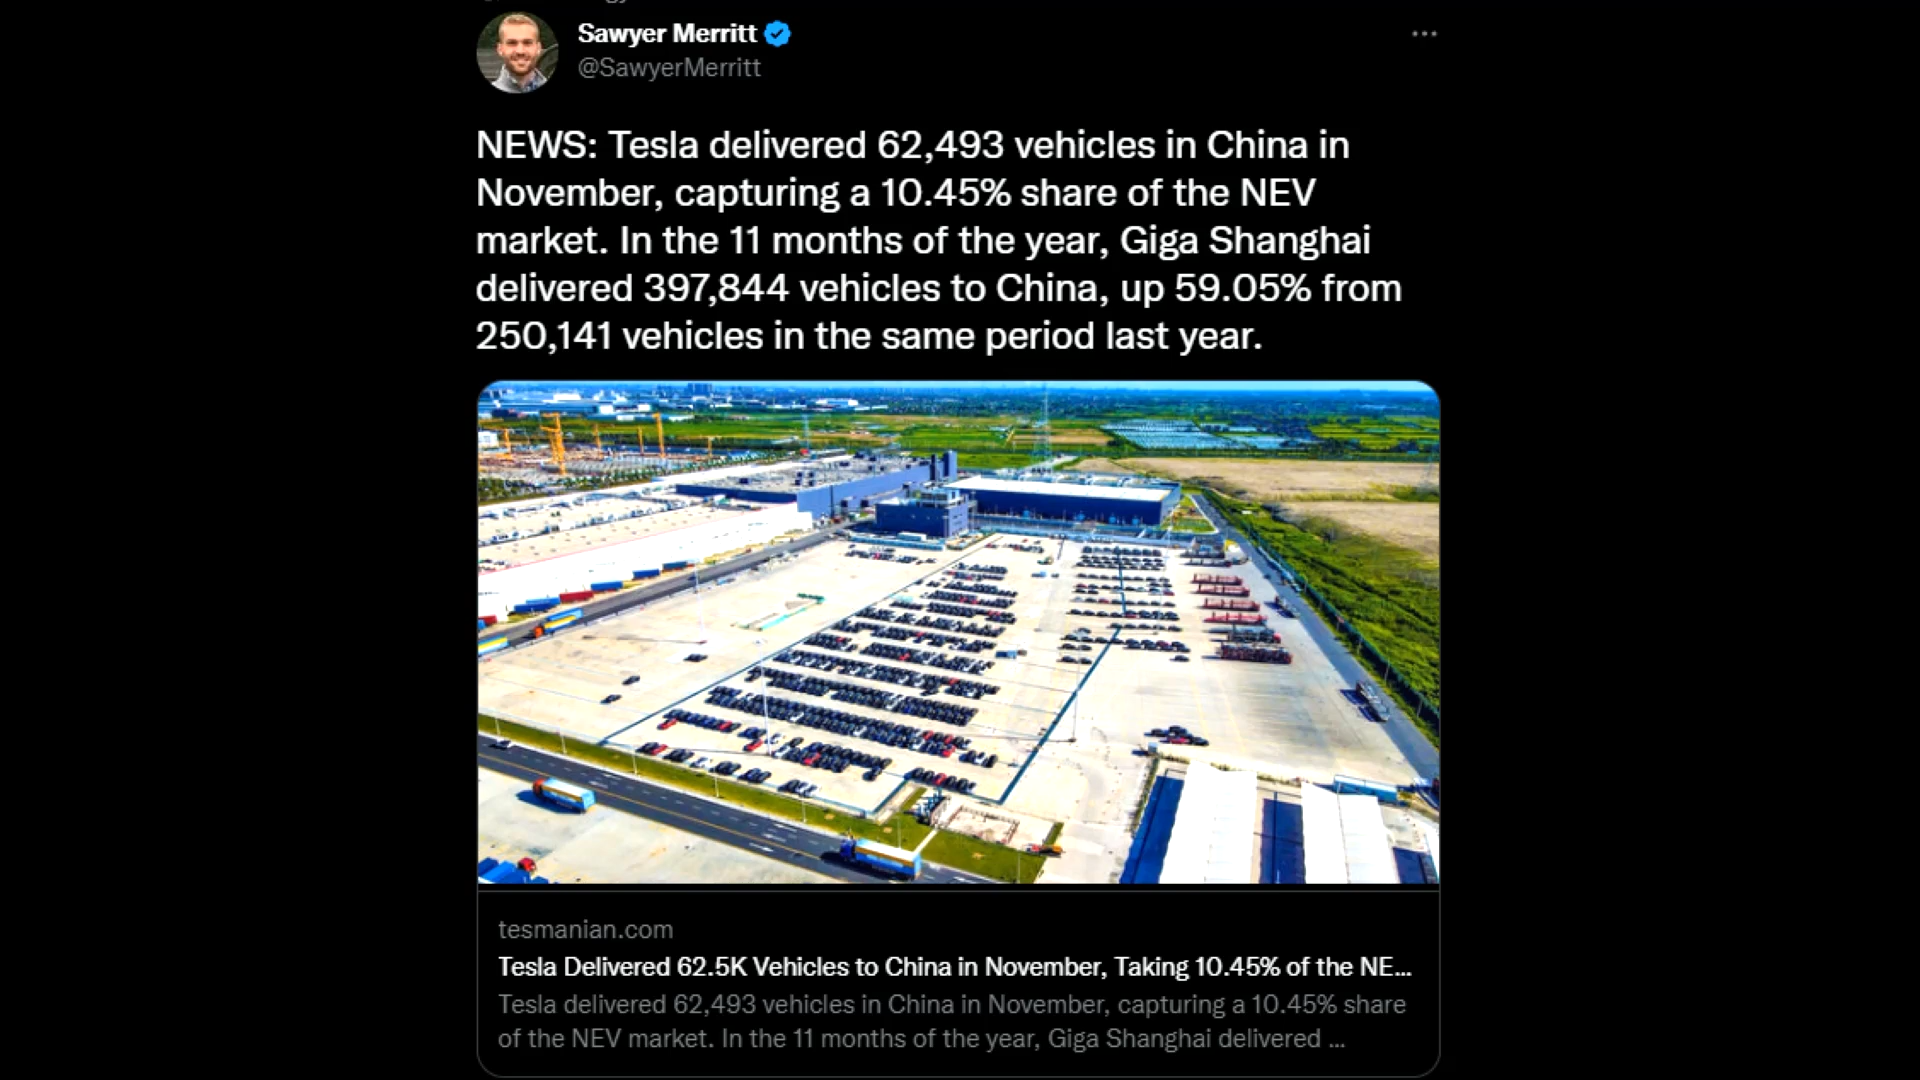 Sawyer Merritt
@SawyerMerritt
NEWS: Tesla delivered 62,493 vehicles in China in
November, capturing a 10.45% share of the NEV
market. In the 11 months of the year, Giga Shanghai
delivered 397,844 vehicles to China, up 59.05% from
250,141 vehicles in the same period last year.
tesmanian.com
Tesla Delivered 62.5K Vehicles to China in November, Taking 10.45% of the NE...
Tesla delivered 62,493 vehicles in China in November, capturing a 10.45% share
of the NEV market. In the 11 months of the year, Giga Shanghai delivered ...